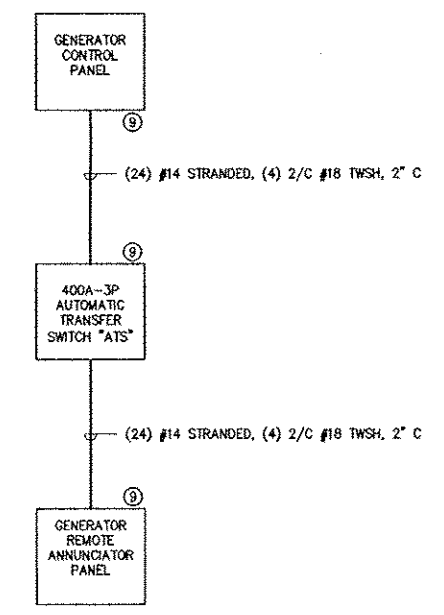 GENERATOR
CONTROL
PANEL
9
(24) #14 STRANDED, (4) 2/C #18 TWSH, 2" C
9
400A-3P
AUTOMATIC
TRANSFER
SWITCH "ATS"
(24) #14 STRANDED, (4) 2/C #18 TWSH, 2" C
9
GENERATOR
REMOTE
ANNUNCIATOR
PANEL